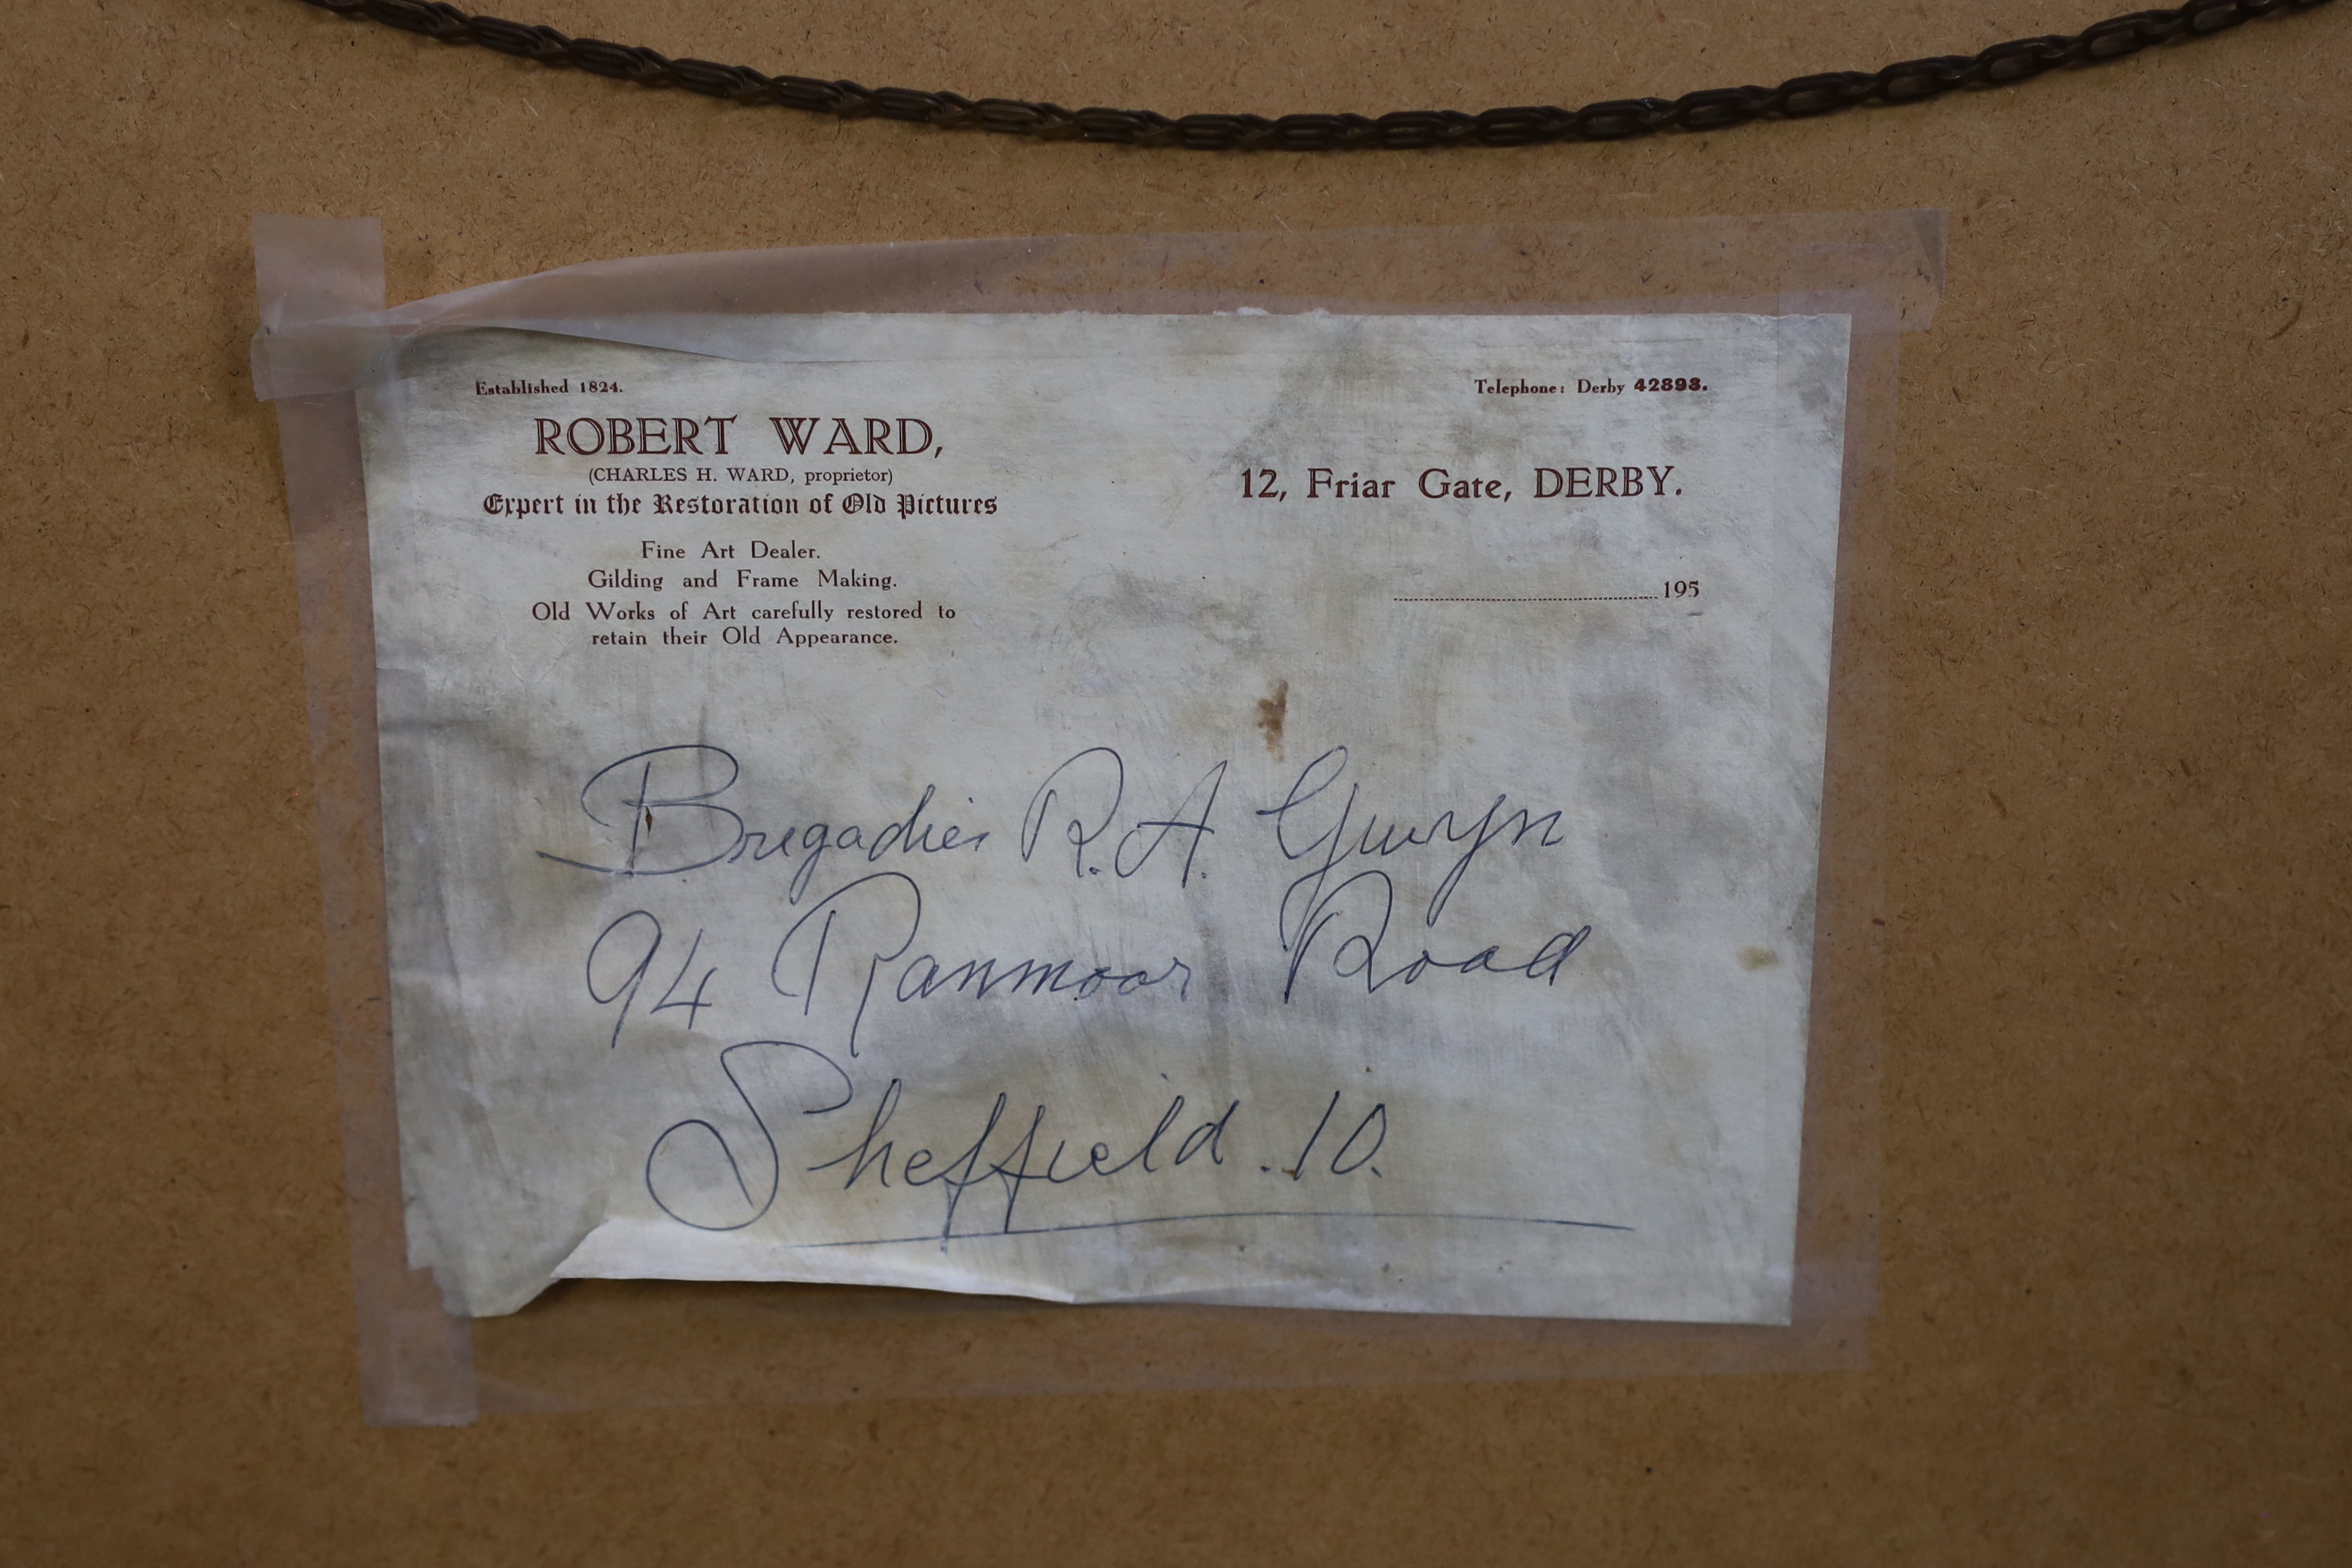 Established 1824.
Telephone: Derby 42893.
ROBERT WARD,
(CHARLES H. WARD, proprietor)
Expert in the Restoration of Old Pictures
12, Friar Gate, DERBY.
Fine Art Dealer.
Gilding and Frame Making.
Old Works of Art carefully restored to
retain their Old Appearance.
195
Brigadier R. A. Gwyn
94 Ranmoor Road
Sheffield . 10.